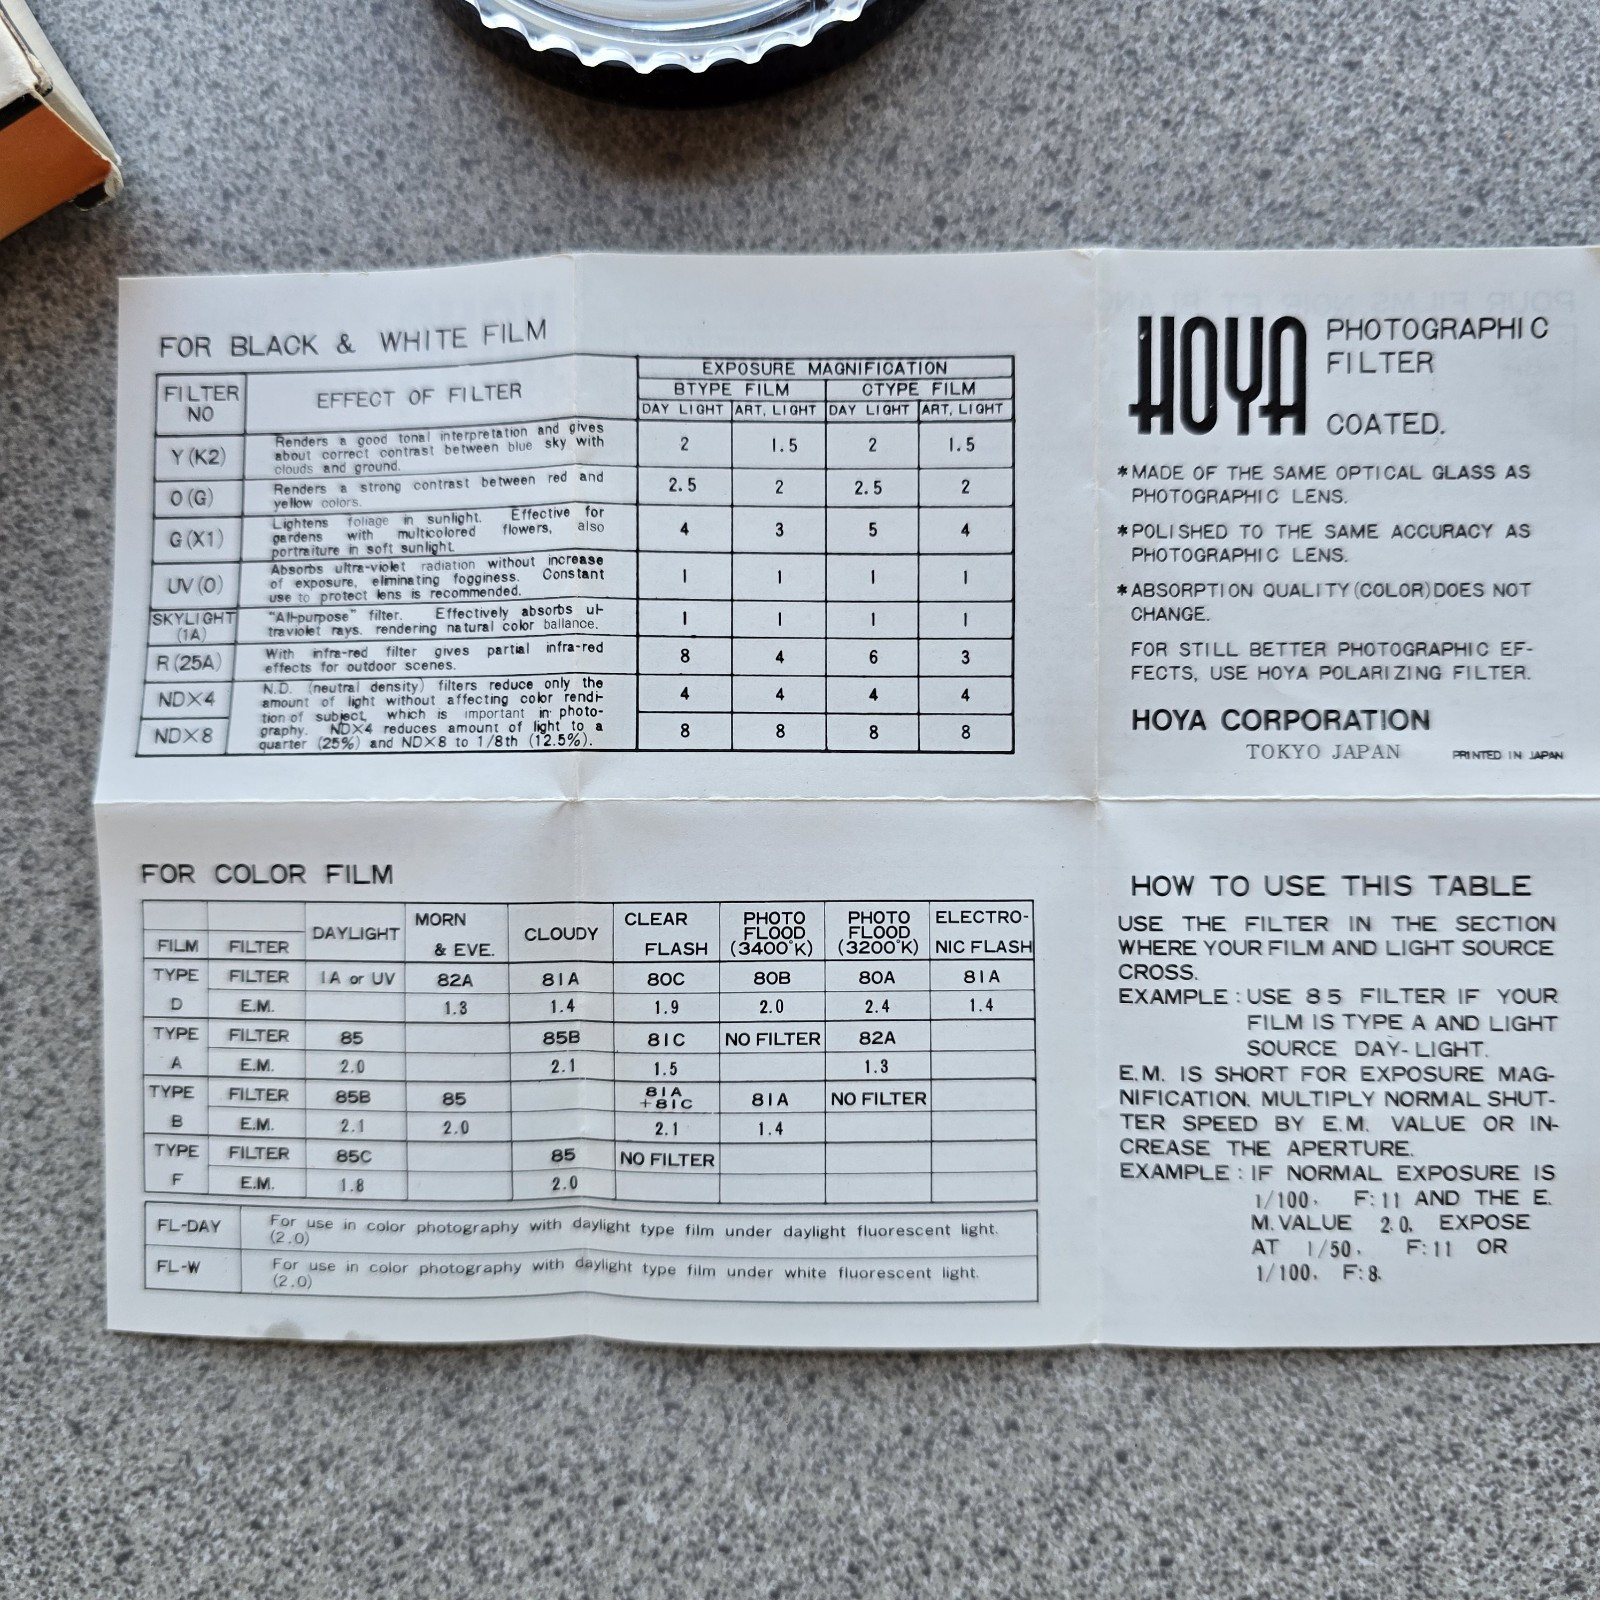 FOR BLACK & WHITE FILM
FILTER NO
EFFECT OF FILTER
EXPOSURE MAGNIFICATION
BTYPE FILM CTYPE FILM
DAY LIGHT ART, LIGHT DAY LIGHT ART, LIGHT
Y (K2)
Renders a good tonal interpretation and gives
about correct contrast between blue sky with
clouds and ground.
2 1.5 2 1.5
O (G)
Renders a strong contrast between red and
yellow colors.
2.5 2 2.5 2
G (X1)
Lightens foliage in sunlight. Effective for
gardens with multicolored flowers, also
portraiture in soft sunlight.
4 3 5 4
UV (0)
Absorbs ultra-violet radiation without increase
of exposure, eliminating fogginess. Constant
use to protect lens is recommended.
1 1 1 1
SKYLIGHT
(1A)
"All-purpose" filter. Effectively absorbs ul-
traviolet rays. rendering natural color ballance.
1 1 1 1
R (25A)
With infra-red filter gives partial infra-red
effects for outdoor scenes.
8 4 6 3
NDX4
N.D. (neutral density) filters reduce only the
amount of light without affecting color rendi-
tion of subject, which is important in photo-
graphy. NDX4 reduces amount of light to a
quarter (25%) and NDX8 to 1/8th (12.5%).
4 4 4 4
NDX8
8 8 8 8
HOYA PHOTOGRAPHIC
FILTER
COATED.
*MADE OF THE SAME OPTICAL GLASS AS
PHOTOGRAPHIC LENS.
*POLISHED TO THE SAME ACCURACY AS
PHOTOGRAPHIC LENS.
*ABSORPTION QUALITY (COLOR) DOES NOT
CHANGE.
FOR STILL BETTER PHOTOGRAPHIC EF-
FECTS, USE HOYA POLARIZING FILTER.
HOYA CORPORATION
TOKYO JAPAN PRINTED IN JAPAN
FOR COLOR FILM
FILM FILTER DAYLIGHT MORN & EVE. CLOUDY CLEAR FLASH PHOTO FLOOD (3400°K) PHOTO FLOOD (3200°K) ELECTRO-NIC FLASH
TYPE FILTER 1A or UV 82A 81A 80C 80B 80A 81A
D E.M. 1.3 1.4 1.9 2.0 2.4 1.4
TYPE FILTER 85 85B 81C NO FILTER 82A
A E.M. 2.0 2.1 1.5 1.3
TYPE FILTER 85B 85 81A +81C 81A NO FILTER
B E.M. 2.1 2.0 2.1 1.4
TYPE FILTER 85C 85 NO FILTER
F E.M. 1.8 2.0
FL-DAY For use in color photography with daylight type film under daylight fluorescent light.
(2.0)
FL-W For use in color photography with daylight type film under white fluorescent light.
(2.0)
HOW TO USE THIS TABLE
USE THE FILTER IN THE SECTION
WHERE YOUR FILM AND LIGHT SOURCE
CROSS.
EXAMPLE : USE 85 FILTER IF YOUR
FILM IS TYPE A AND LIGHT
SOURCE DAY-LIGHT.
E.M. IS SHORT FOR EXPOSURE MAG-
NIFICATION. MULTIPLY NORMAL SHUT-
TER SPEED BY E.M. VALUE OR IN-
CREASE THE APERTURE.
EXAMPLE : IF NORMAL EXPOSURE IS
1/100. F:11 AND THE E.
M. VALUE 2.0. EXPOSE
AT 1/50. F:11 OR
1/100. F:8.